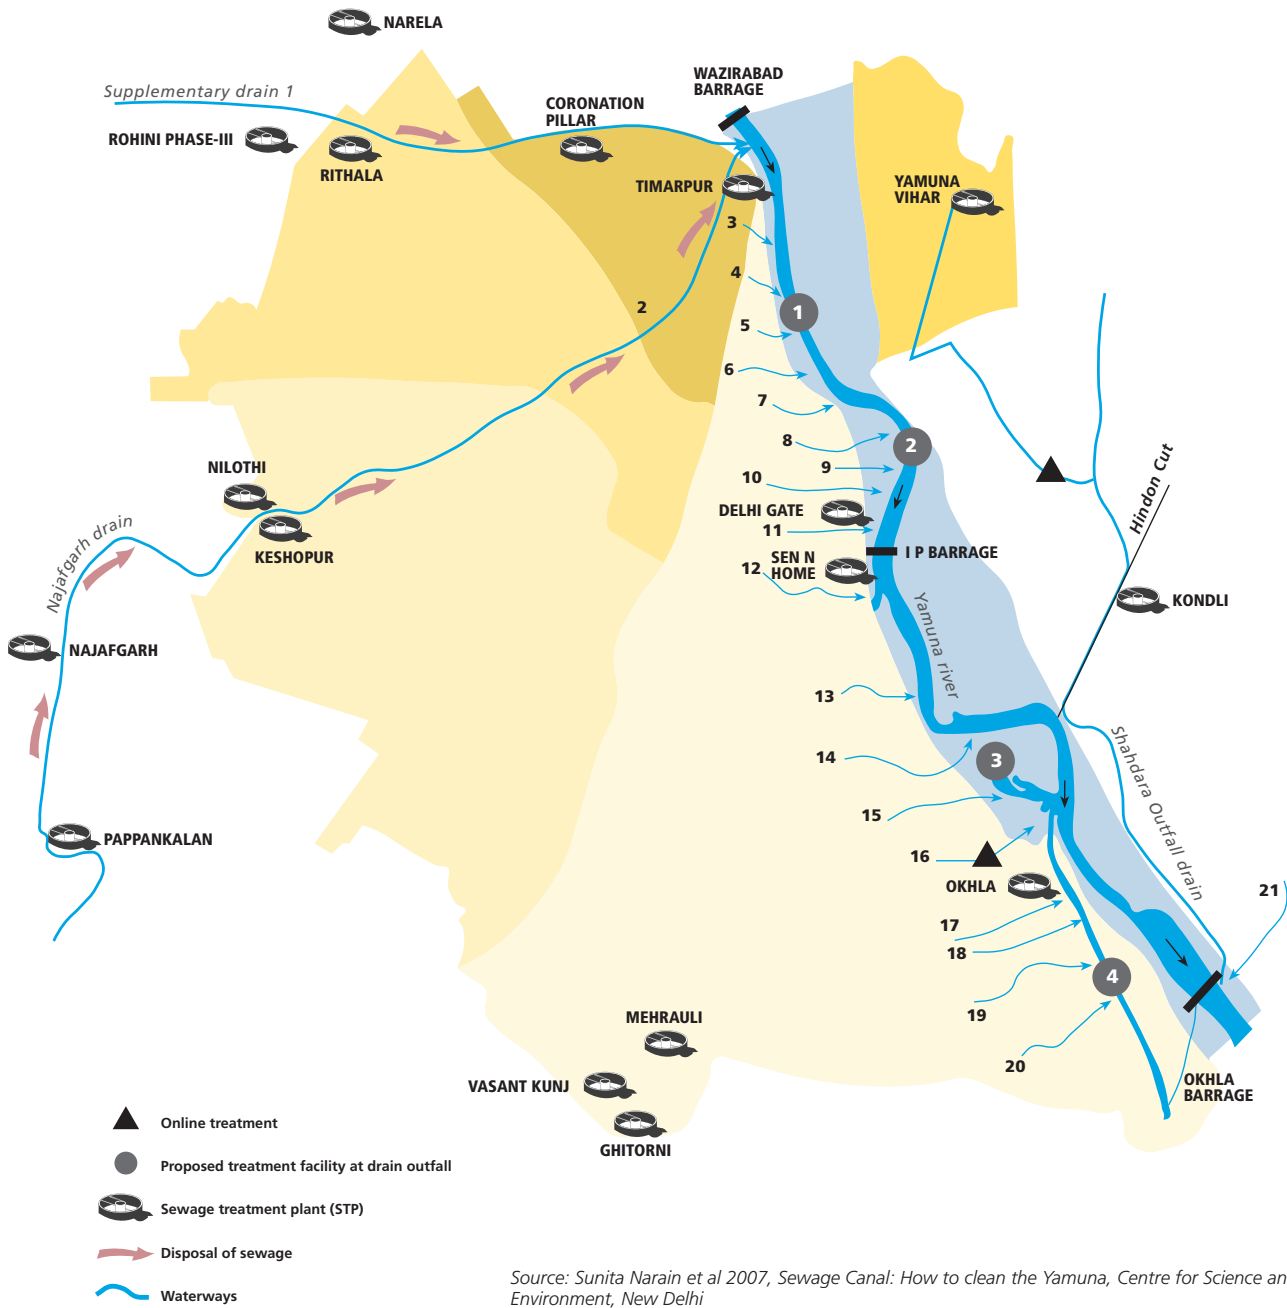 NARELA
WAZIRABAD
BARRAGE
Supplementary drain 1
CORONATION
PILLAR
ROHINI PHASE-III
RITHALA
TIMARPUR
YAMUNA
VIHAR
3
4
1
2
5
6
7
8
2
9
10
NILOTHI
DELHI GATE
11
Hindon Cut
Najafgarh drain
KESHOPUR
SEN N
HOME
I P BARRAGE
12
KONDLI
Yamuna river
NAJAFGARH
13
14
3
Shahdara Outfall drain
15
16
PAPPANKALAN
OKHLA
21
17
18
4
19
MEHRAULI
20
VASANT KUNJ
OKHLA
BARRAGE
GHITORNI
Online treatment
Proposed treatment facility at drain outfall
Sewage treatment plant (STP)
Disposal of sewage
Waterways
Source: Sunita Narain et al 2007, Sewage Canal: How to clean the Yamuna, Centre for Science an
Environment, New Delhi